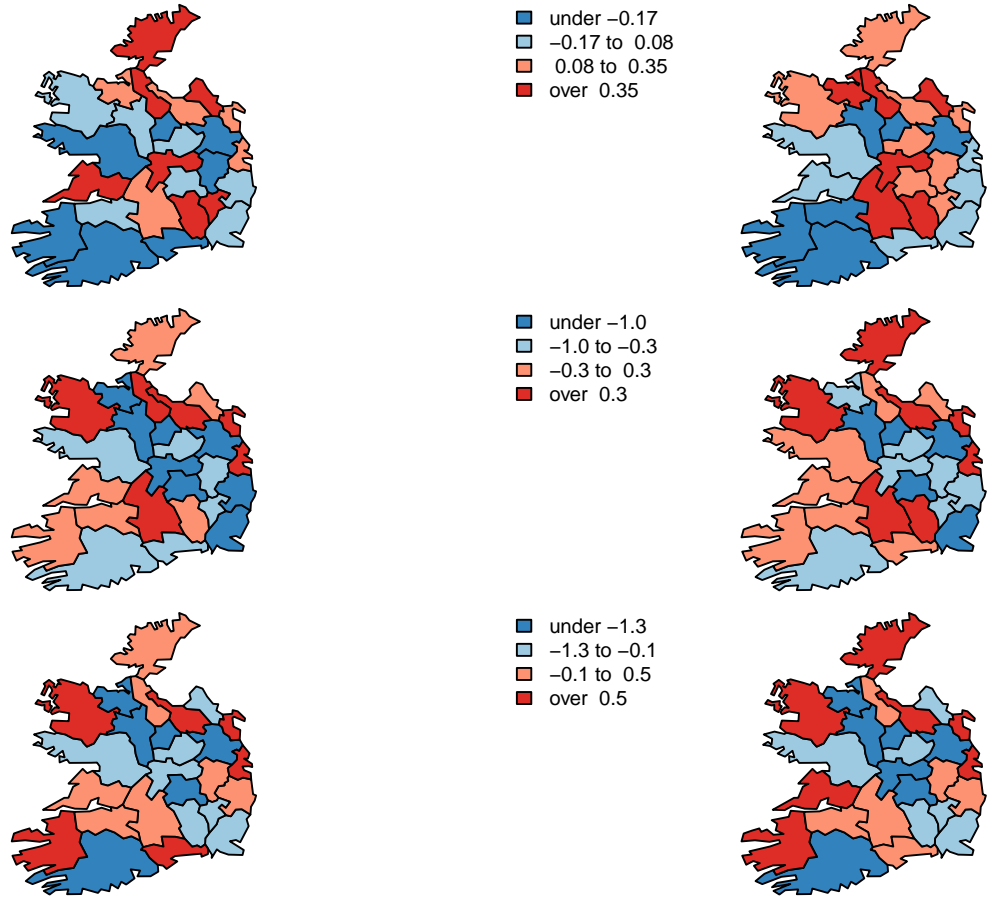 under −0.17
−0.17 to 0.08
0.08 to 0.35
over 0.35
under −1.0
−1.0 to −0.3
−0.3 to 0.3
over 0.3
under −1.3
−1.3 to −0.1
−0.1 to 0.5
over 0.5